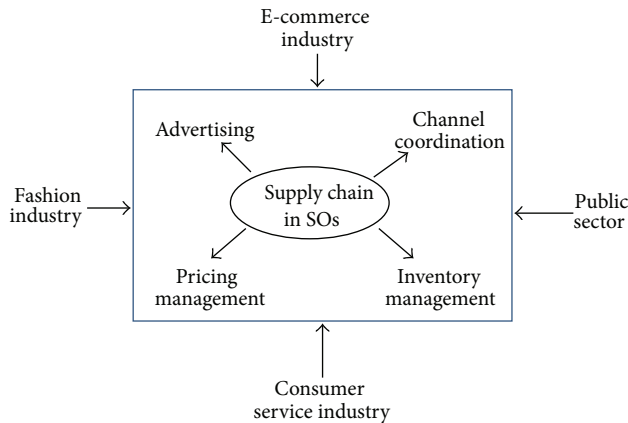 E-commerce
industry
Advertising
Channel
coordination
Fashion
industry
Supply chain
in SOs
Public
sector
Pricing
management
Inventory
management
Consumer
service industry